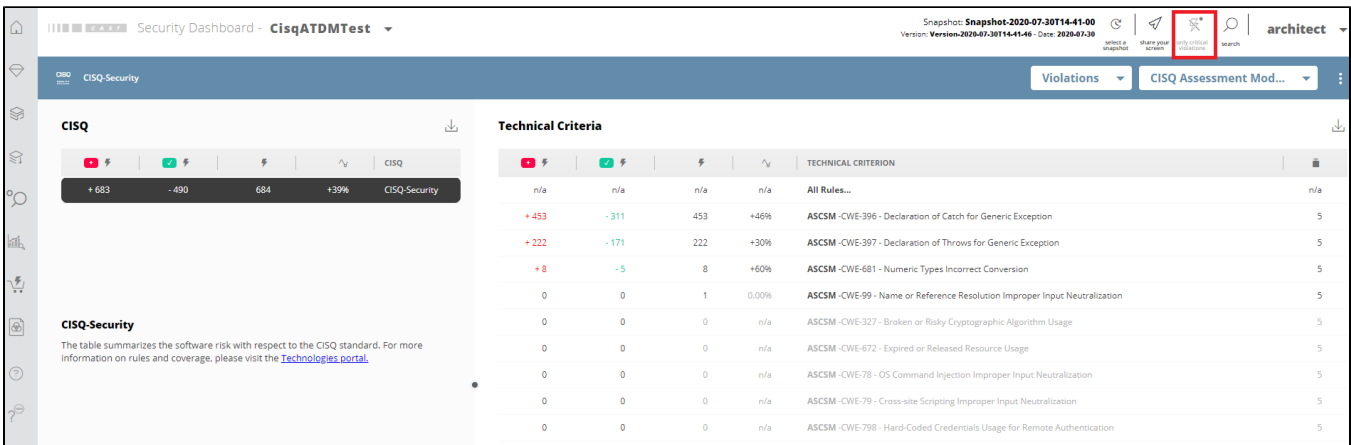 CAST Security Dashboard - CisqATDMTest
Snapshot: Snapshot-2020-07-30T14-41-00
Version: Version-2020-07-30T14-41-46 - Date: 2020-07-30
select a snapshot
share your screen
only critical violations
search
architect
CISQ CISQ-Security
Violations
CISQ Assessment Mod...
CISQ
CISQ
+ 683 - 490 684 +39% CISQ-Security
CISQ-Security
The table summarizes the software risk with respect to the CISQ standard. For more
information on rules and coverage, please visit the Technologies portal.
Technical Criteria
TECHNICAL CRITERION
n/a n/a n/a n/a All Rules... n/a
+ 453 - 311 453 +46% ASCSM -CWE-396 - Declaration of Catch for Generic Exception 5
+ 222 - 171 222 +30% ASCSM -CWE-397 - Declaration of Throws for Generic Exception 5
+ 8 - 5 8 +60% ASCSM -CWE-681 - Numeric Types Incorrect Conversion 5
0 0 1 0.00% ASCSM -CWE-99 - Name or Reference Resolution Improper Input Neutralization 5
0 0 0 n/a ASCSM -CWE-327 - Broken or Risky Cryptographic Algorithm Usage 5
0 0 0 n/a ASCSM -CWE-672 - Expired or Released Resource Usage 5
0 0 0 n/a ASCSM -CWE-78 - OS Command Injection Improper Input Neutralization 5
0 0 0 n/a ASCSM -CWE-79 - Cross-site Scripting Improper Input Neutralization 5
0 0 0 n/a ASCSM -CWE-798 - Hard-Coded Credentials Usage for Remote Authentication 5